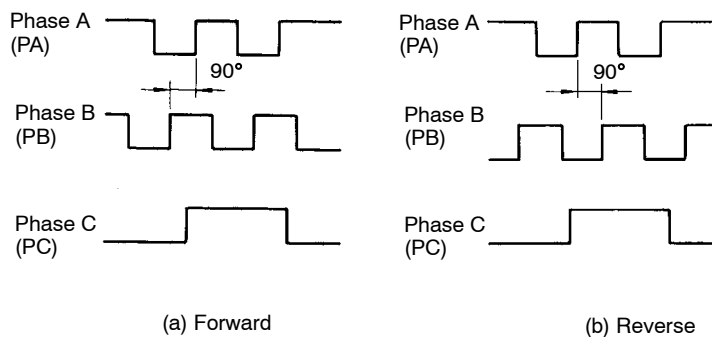 Phase A
(PA)
90°
Phase B
(PB)
Phase C
(PC)
(a) Forward
Phase A
(PA)
90°
Phase B
(PB)
Phase C
(PC)
(b) Reverse